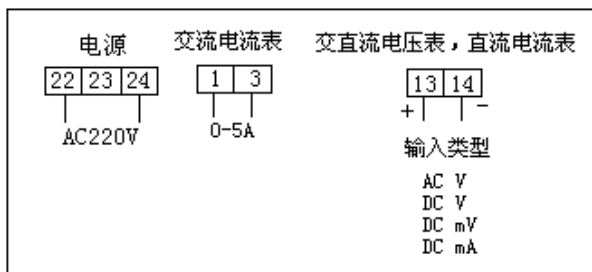 电源 交流电流表 交直流电压表，直流电流表
22 23 24 1 3 13 14
+ −
AC220V 0-5A
输入类型
AC V
DC V
DC mV
DC mA